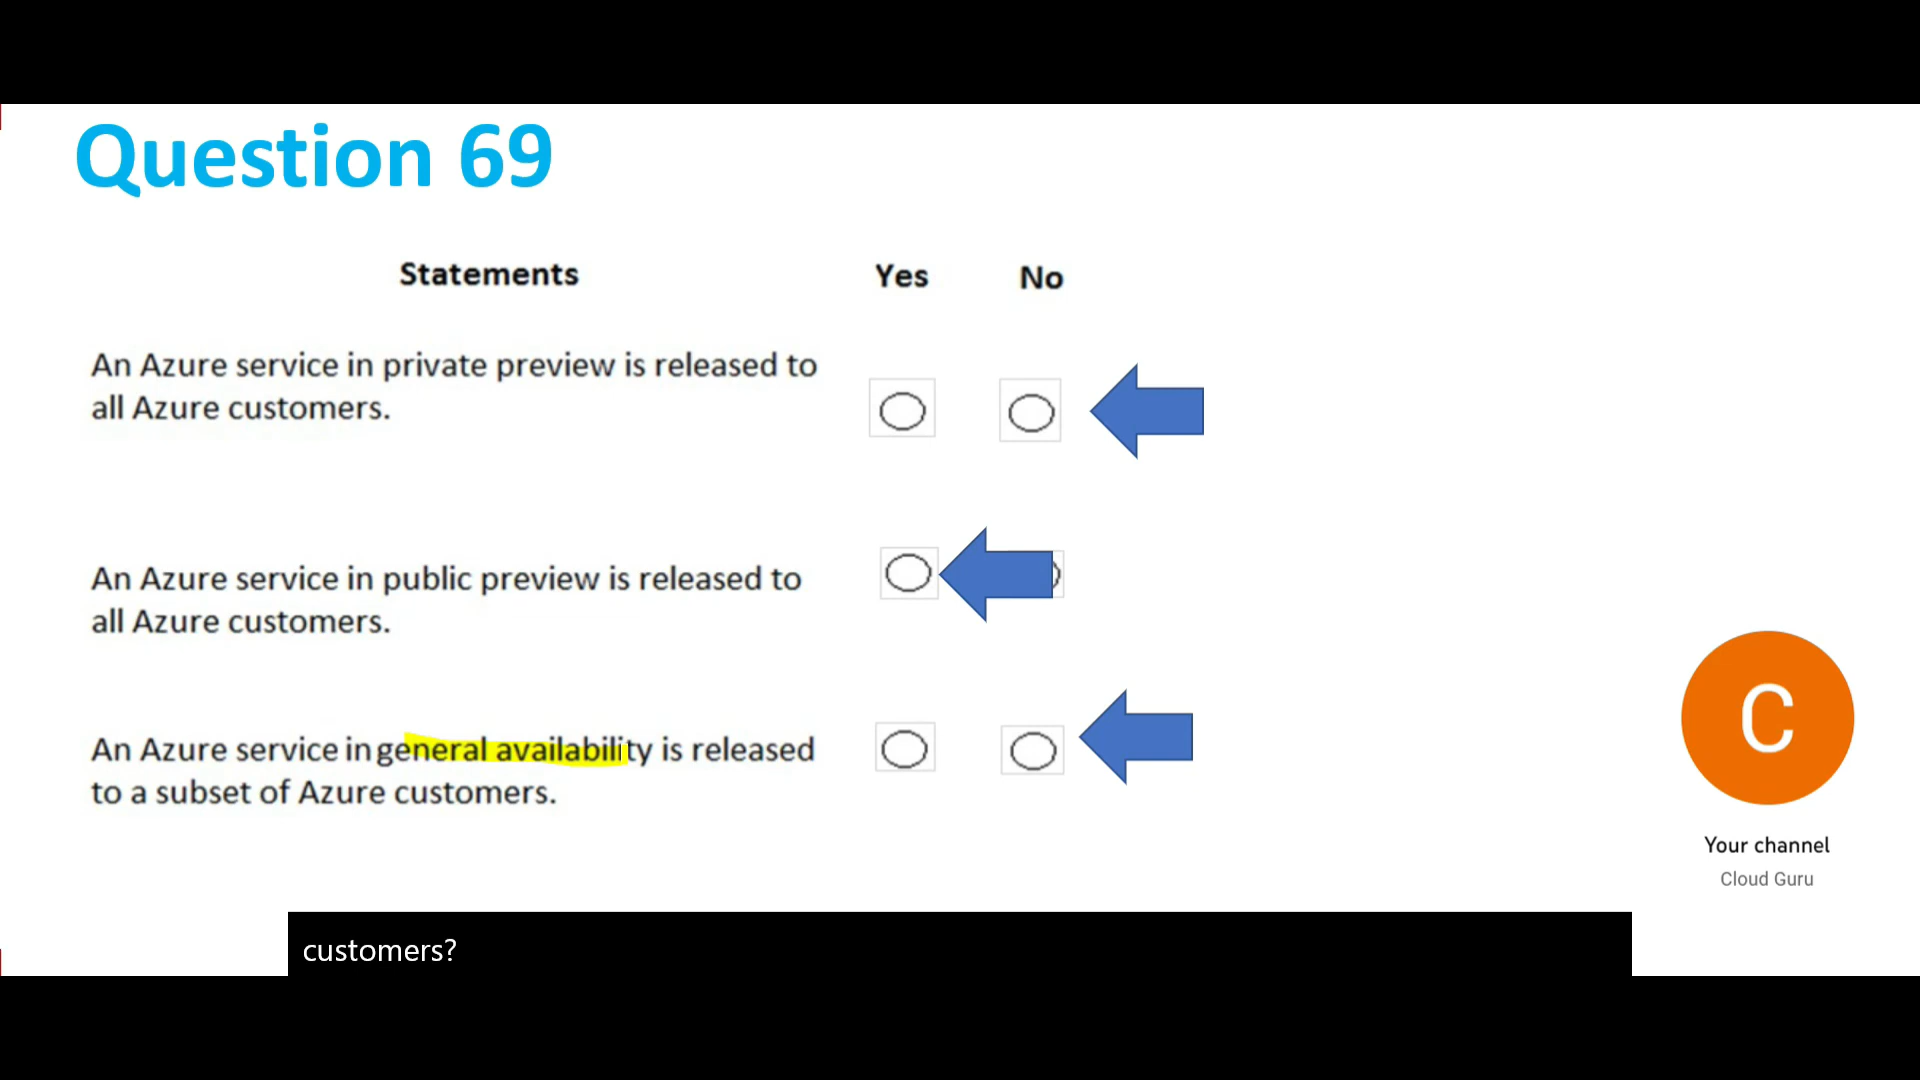 Question 69
Statements Yes No
An Azure service in private preview is released to
all Azure customers.
An Azure service in public preview is released to
all Azure customers.
An Azure service in general availability is released
to a subset of Azure customers.
C
Your channel
Cloud Guru
customers?